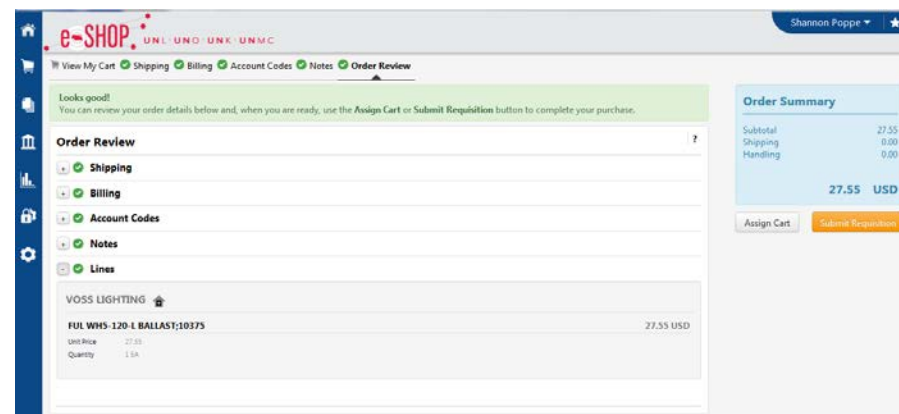 Shannon Poppe
e-SHOP. UNL·UNO·UNK·UNMC
View My Cart Shipping Billing Account Codes Notes Order Review
Looks good!
You can review your order details below and, when you are ready, use the Assign Cart or Submit Requisition button to complete your purchase.
Order Review ?
+ Shipping
+ Billing
+ Account Codes
+ Notes
- Lines
VOSS LIGHTING
FUL WH5-120-L BALLAST;10375 27.55 USD
Unit Price 27.55
Quantity 1 EA
Order Summary
Subtotal 27.55
Shipping 0.00
Handling 0.00
27.55 USD
Assign Cart Submit Requisition